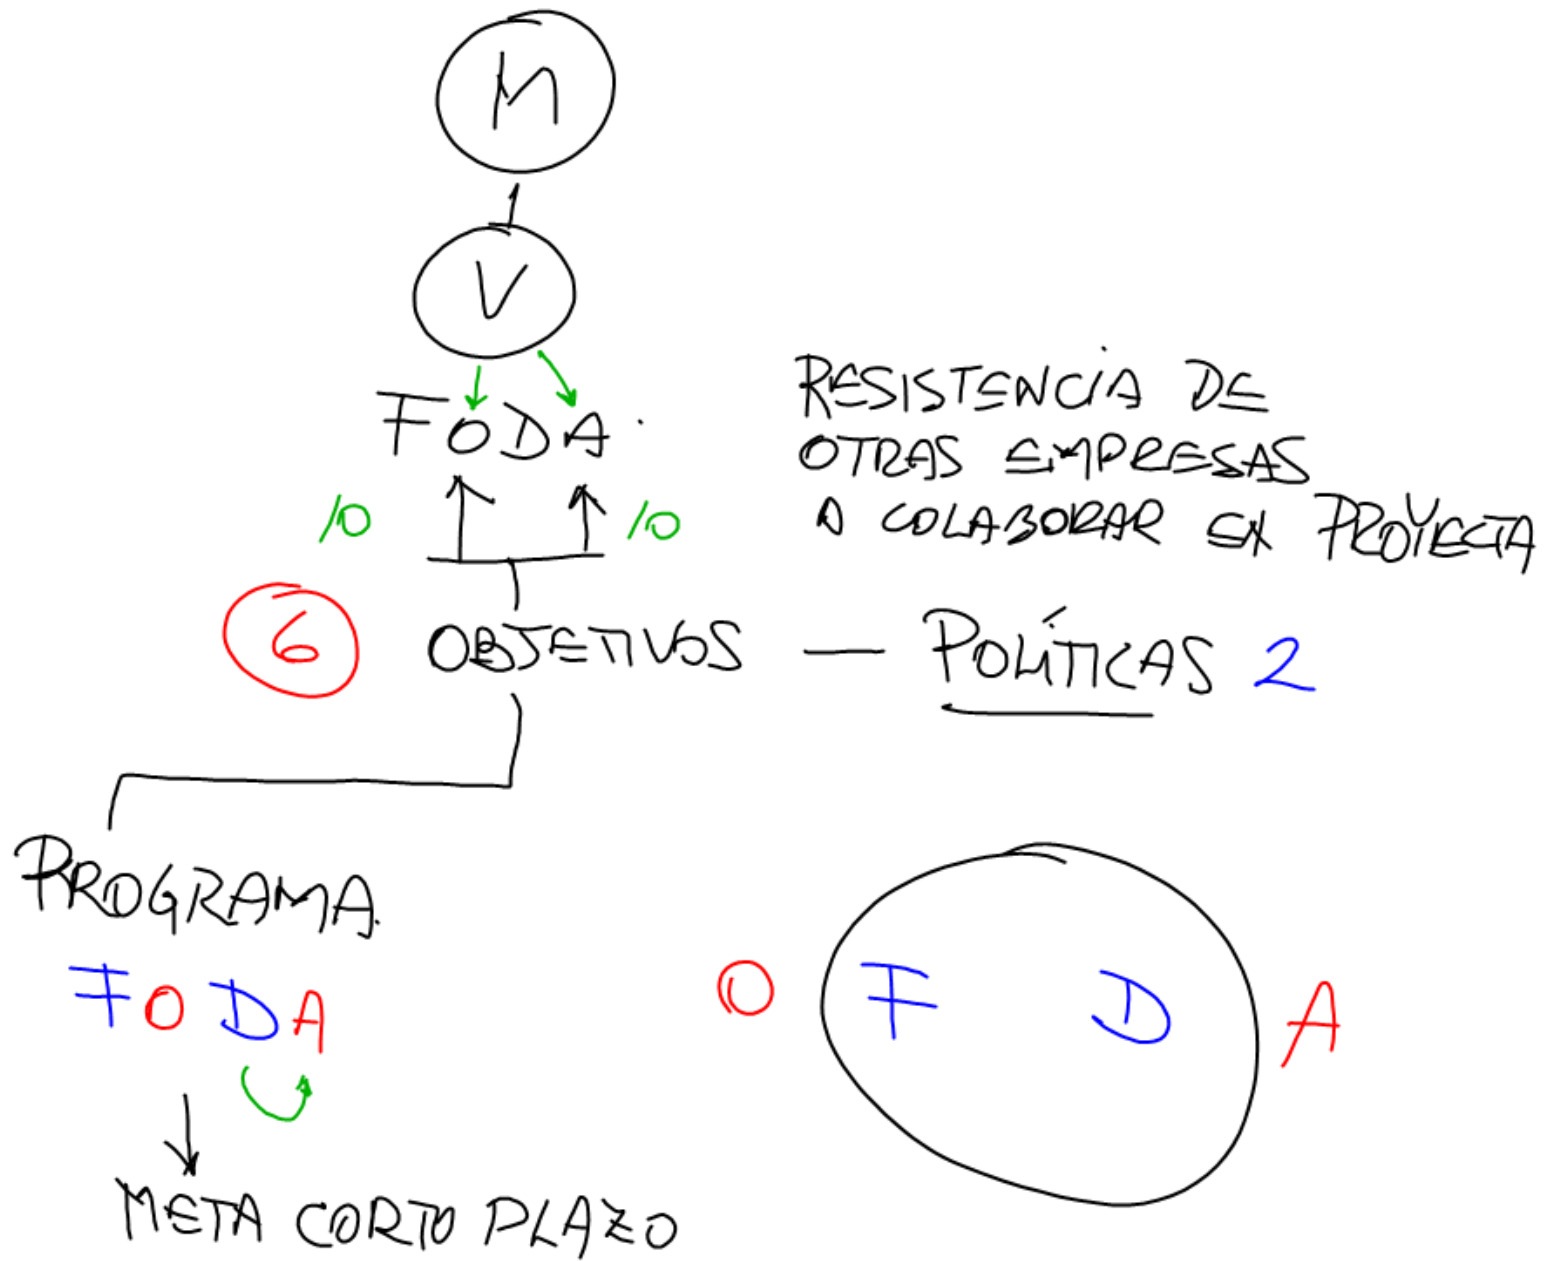 M
V
FODA
RESISTENCIA DE
OTRAS EMPRESAS
A COLABORAR EN PROYECTA
10
10
6
OBJETIVOS — POLÍTICAS 2
PROGRAMA.
FODA
O F D A
META CORTO PLAZO